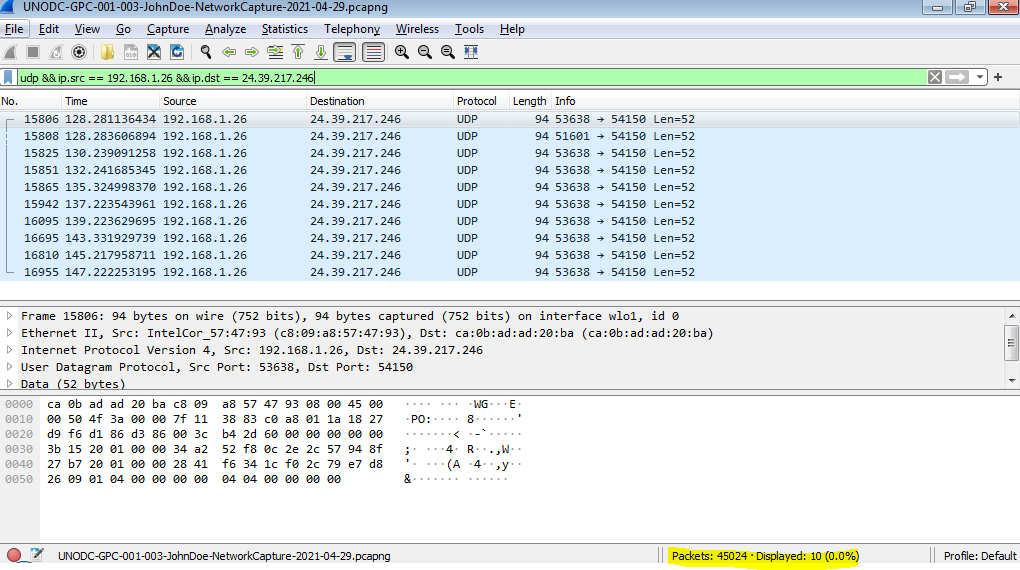 UNODC-GPC-001-003-JohnDoe-NetworkCapture-2021-04-29.pcapng
File Edit View Go Capture Analyze Statistics Telephony Wireless Tools Help
udp &&ip.src == 192.168.1.26 &&ip.dst == 24.39.217.246
No. Time Source Destination Protocol Length Info
15806 128.281136434 192.168.1.26 24.39.217.246 UDP 94 53638 → 54150 Len=52
15808 128.283606894 192.168.1.26 24.39.217.246 UDP 94 51601 → 54150 Len=52
15825 130.239091258 192.168.1.26 24.39.217.246 UDP 94 53638 → 54150 Len=52
15851 132.241685345 192.168.1.26 24.39.217.246 UDP 94 53638 → 54150 Len=52
15865 135.324998370 192.168.1.26 24.39.217.246 UDP 94 53638 → 54150 Len=52
15942 137.223543961 192.168.1.26 24.39.217.246 UDP 94 53638 → 54150 Len=52
16095 139.223629695 192.168.1.26 24.39.217.246 UDP 94 53638 → 54150 Len=52
16695 143.331929739 192.168.1.26 24.39.217.246 UDP 94 53638 → 54150 Len=52
16810 145.217958711 192.168.1.26 24.39.217.246 UDP 94 53638 → 54150 Len=52
16955 147.222253195 192.168.1.26 24.39.217.246 UDP 94 53638 → 54150 Len=52
Frame 15806: 94 bytes on wire (752 bits), 94 bytes captured (752 bits) on interface wlo1, id 0
Ethernet II, Src: IntelCor_57:47:93 (c8:09:a8:57:47:93), Dst: ca:0b:ad:ad:20:ba (ca:0b:ad:ad:20:ba)
Internet Protocol Version 4, Src: 192.168.1.26, Dst: 24.39.217.246
User Datagram Protocol, Src Port: 53638, Dst Port: 54150
Data (52 bytes)
0000 ca 0b ad ad 20 ba c8 09 a8 57 47 93 08 00 45 00 ···· ··· ·WG···E·
0010 00 50 4f 3a 00 00 7f 11 38 83 c0 a8 01 1a 18 27 ·PO:···· 8······'
0020 d9 f6 d1 86 d3 86 00 3c b4 2d 60 00 00 00 00 00 ·······< ·-`·····
0030 3b 15 20 01 00 00 34 a2 52 f8 0c 2e 2c 57 94 8f ;· ···4· R··.,W··
0040 27 b7 20 01 00 00 28 41 f6 34 1c f0 2c 79 e7 d8 '· ···(A ·4··,y··
0050 26 09 01 04 00 00 00 00 04 04 00 00 00 00 &······· ······
UNODC-GPC-001-003-JohnDoe-NetworkCapture-2021-04-29.pcapng Packets: 45024 · Displayed: 10 (0.0%) Profile: Default